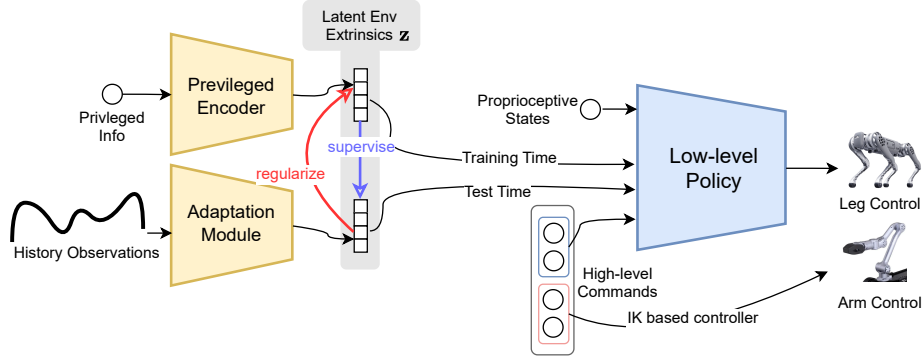 Latent Env
Extrinsics z
Previleged
Encoder
Privleged
Info
Proprioceptive
States
supervise
regularize
Training Time
Test Time
Low-level
Policy
Leg Control
Adaptation
Module
History Observations
High-level
Commands
IK based controller
Arm Control